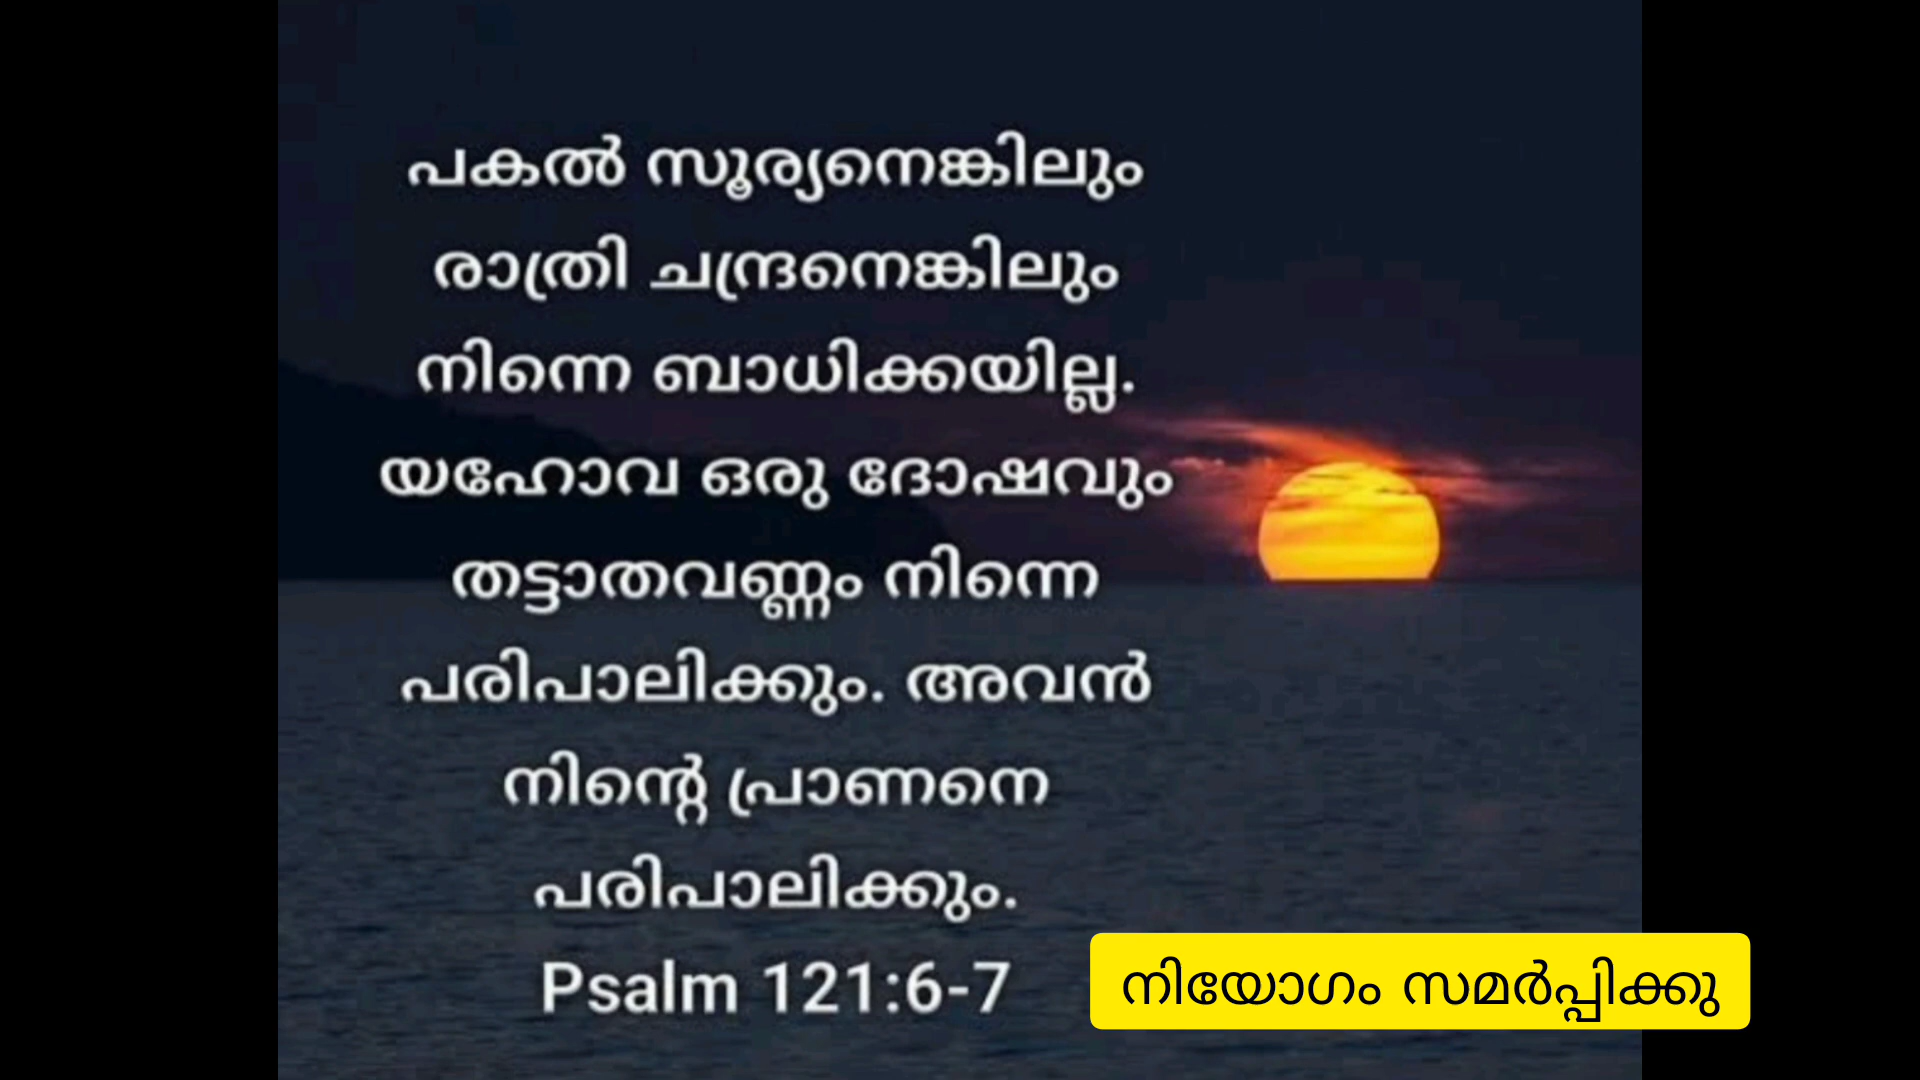 പകൽ സൂര്യനെങ്കിലും
രാത്രി ചന്ദ്രനെങ്കിലും
നിന്നെ ബാധിക്കയില്ല.
യഹോവ ഒരു ദോഷവും
തട്ടാതവണ്ണം നിന്നെ
പരിപാലിക്കും. അവൻ
നിന്റെ പ്രാണനെ
പരിപാലിക്കും.
Psalm 121:6-7
നിയോഗം സമർപ്പിക്കു